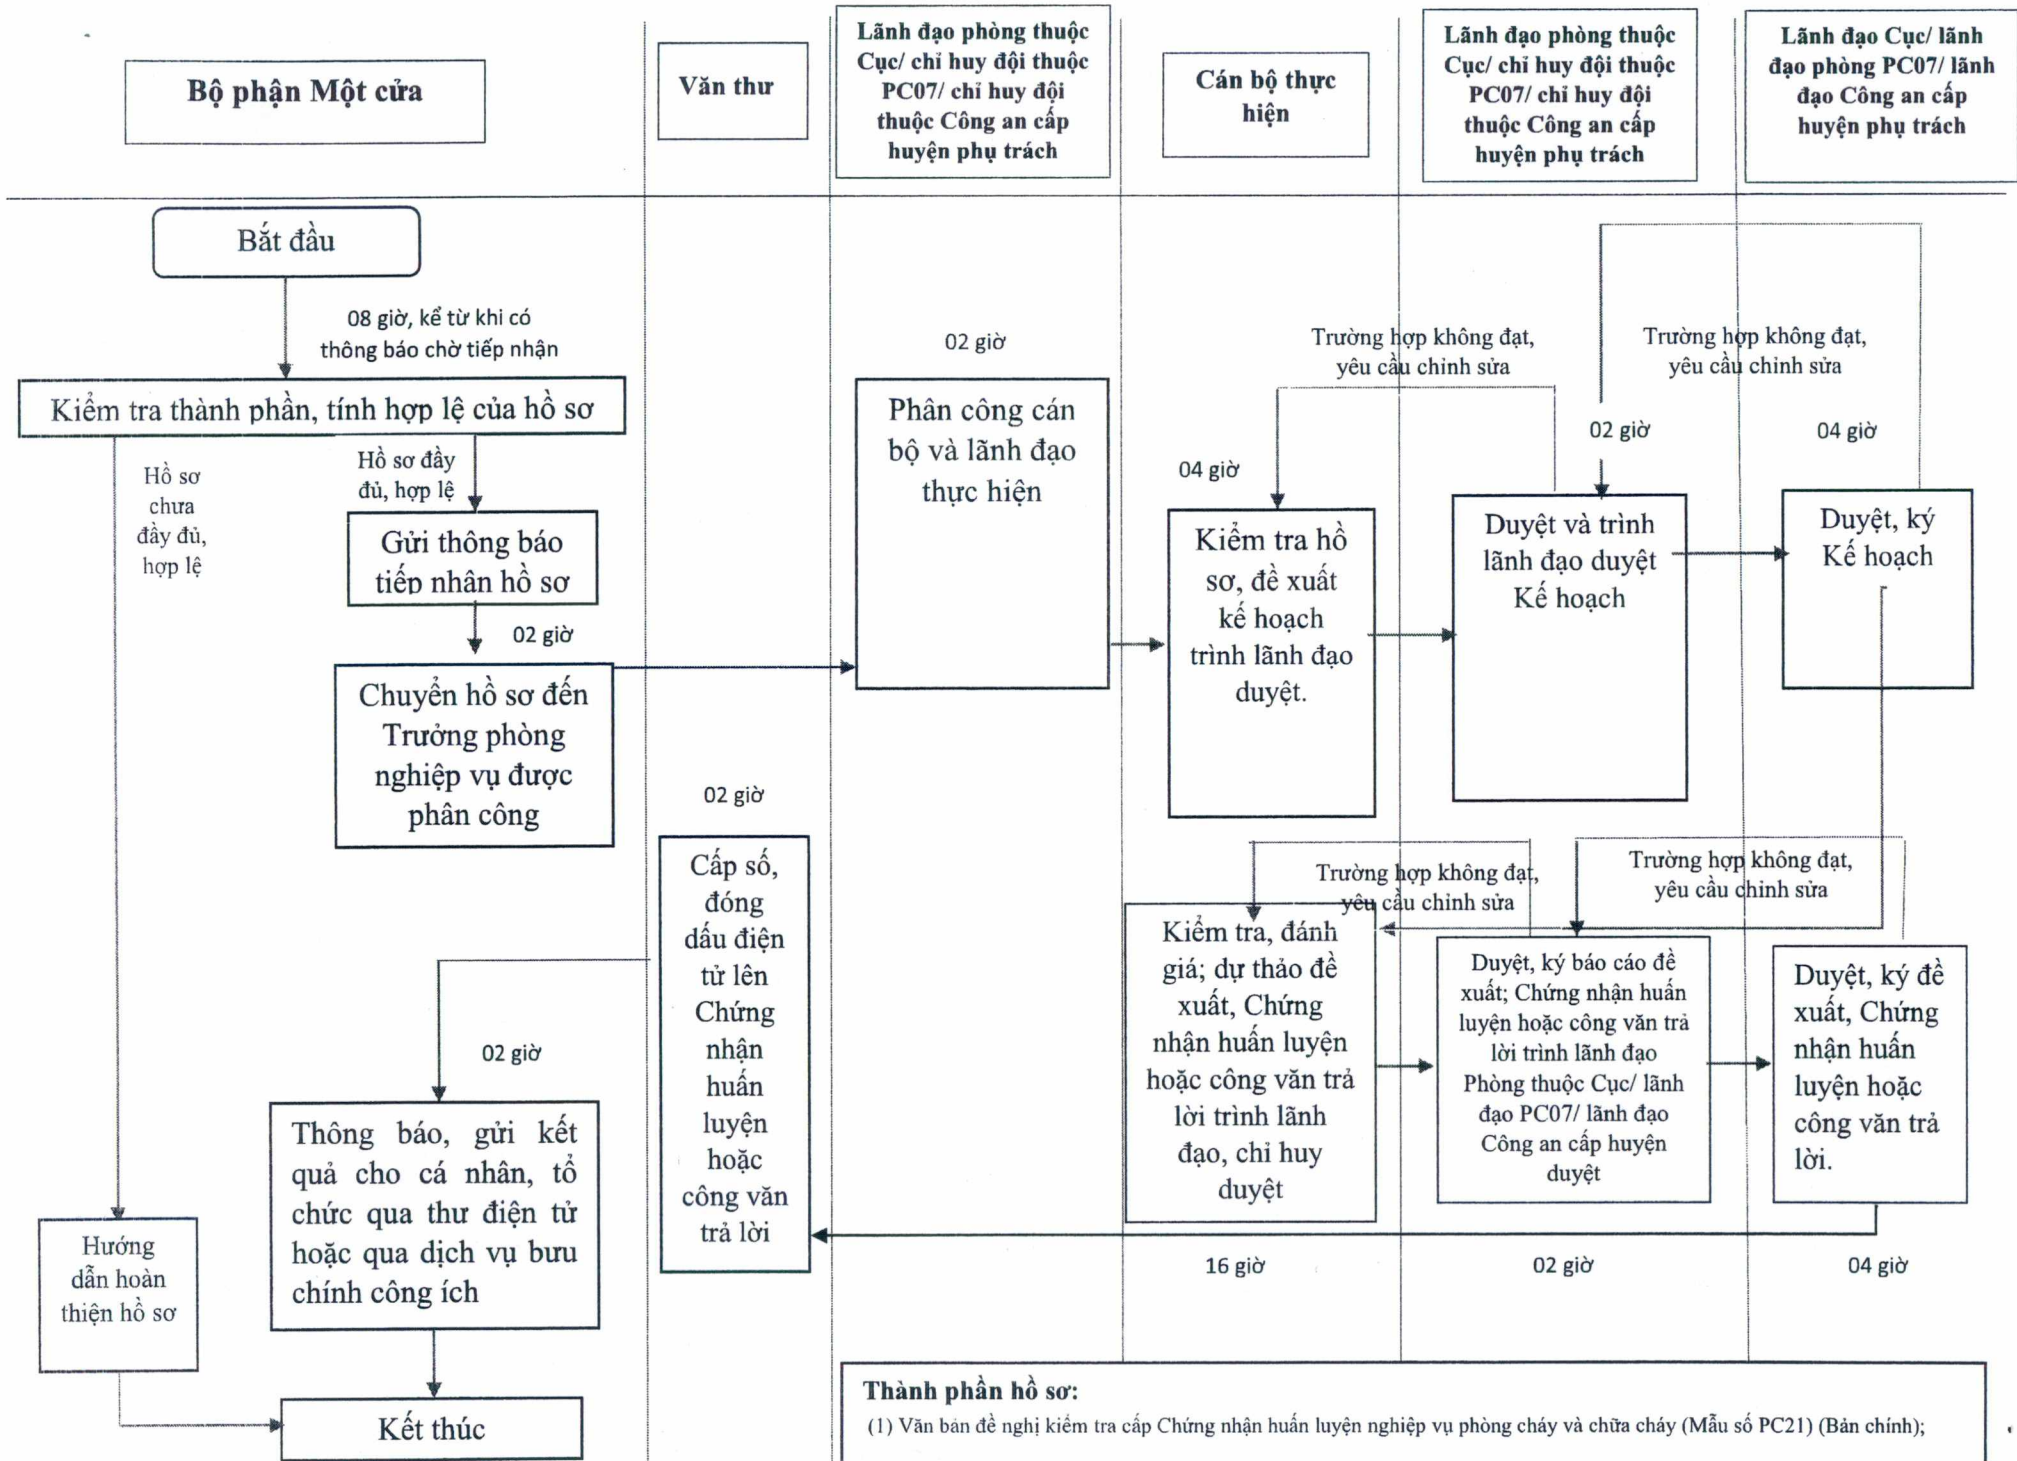 Bộ phận Một cửa
Văn thư
Lãnh đạo phòng thuộc
Cục/ chỉ huy đội thuộc
PC07/ chỉ huy đội
thuộc Công an cấp
huyện phụ trách
Cán bộ thực
hiện
Lãnh đạo phòng thuộc
Cục/ chỉ huy đội thuộc
PC07/ chỉ huy đội
thuộc Công an cấp
huyện phụ trách
Lãnh đạo Cục/ lãnh
đạo phòng PC07/ lãnh
đạo Công an cấp
huyện phụ trách
Bắt đầu
08 giờ, kể từ khi có
thông báo chờ tiếp nhận
Kiểm tra thành phần, tính hợp lệ của hồ sơ
Hồ sơ
chưa
đầy đủ,
hợp lệ
Hồ sơ đầy
đủ, hợp lệ
Gửi thông báo
tiếp nhận hồ sơ
02 giờ
Chuyển hồ sơ đến
Trưởng phòng
nghiệp vụ được
phân công
02 giờ
Phân công cán
bộ và lãnh đạo
thực hiện
Trường hợp không đạt,
yêu cầu chỉnh sửa
04 giờ
Kiểm tra hồ
sơ, đề xuất
kế hoạch
trình lãnh đạo
duyệt.
Trường hợp không đạt,
yêu cầu chỉnh sửa
02 giờ
Duyệt và trình
lãnh đạo duyệt
Kế hoạch
04 giờ
Duyệt, ký
Kế hoạch
Trường hợp không đạt,
yêu cầu chỉnh sửa
Kiểm tra, đánh
giá; dự thảo đề
xuất, Chứng
nhận huấn luyện
hoặc công văn trả
lời trình lãnh
đạo, chỉ huy
duyệt
16 giờ
Trường hợp không đạt,
yêu cầu chỉnh sửa
Duyệt, ký báo cáo đề
xuất; Chứng nhận huấn
luyện hoặc công văn trả
lời trình lãnh đạo
Phòng thuộc Cục/ lãnh
đạo PC07/ lãnh đạo
Công an cấp huyện
duyệt
02 giờ
Duyệt, ký đề
xuất, Chứng
nhận huấn
luyện hoặc
công văn trả
lời.
04 giờ
02 giờ
Cấp số,
đóng
dấu điện
tử lên
Chứng
nhận
huấn
luyện
hoặc
công văn
trả lời
02 giờ
Thông báo, gửi kết
quả cho cá nhân, tổ
chức qua thư điện tử
hoặc qua dịch vụ bưu
chính công ích
Hướng
dẫn hoàn
thiện hồ sơ
Kết thúc
Thành phần hồ sơ:
(1) Văn bản đề nghị kiểm tra cấp Chứng nhận huấn luyện nghiệp vụ phòng cháy và chữa cháy (Mẫu số PC21) (Bản chính);